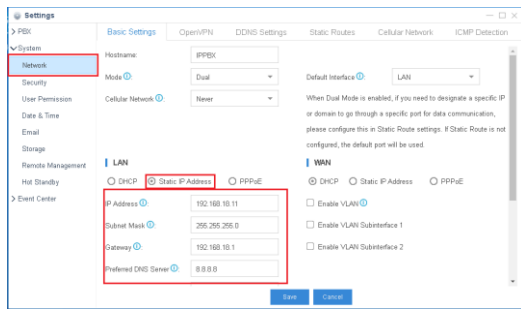 Settings
PBX
System
Network
Security
User Permission
Date & Time
Email
Storage
Remote Management
Hot Standby
Event Center
Basic Settings OpenVPN DDNS Settings Static Routes Cellular Network ICMP Detection
Hostname: IPPBX
Mode: Dual Default Interface: LAN
Cellular Network: Never
When Dual Mode is enabled, if you need to designate a specific IP
or domain to go through a specific port for data communication,
please configure this in Static Route settings. If Static Route is not
configured, the default port will be used.
LAN WAN
DHCP Static IP Address PPPoE DHCP Static IP Address PPPoE
IP Address: 192.168.18.11 Enable VLAN
Subnet Mask: 255.255.255.0 Enable VLAN Subinterface 1
Gateway: 192.168.18.1 Enable VLAN Subinterface 2
Preferred DNS Server: 8.8.8.8
Save Cancel